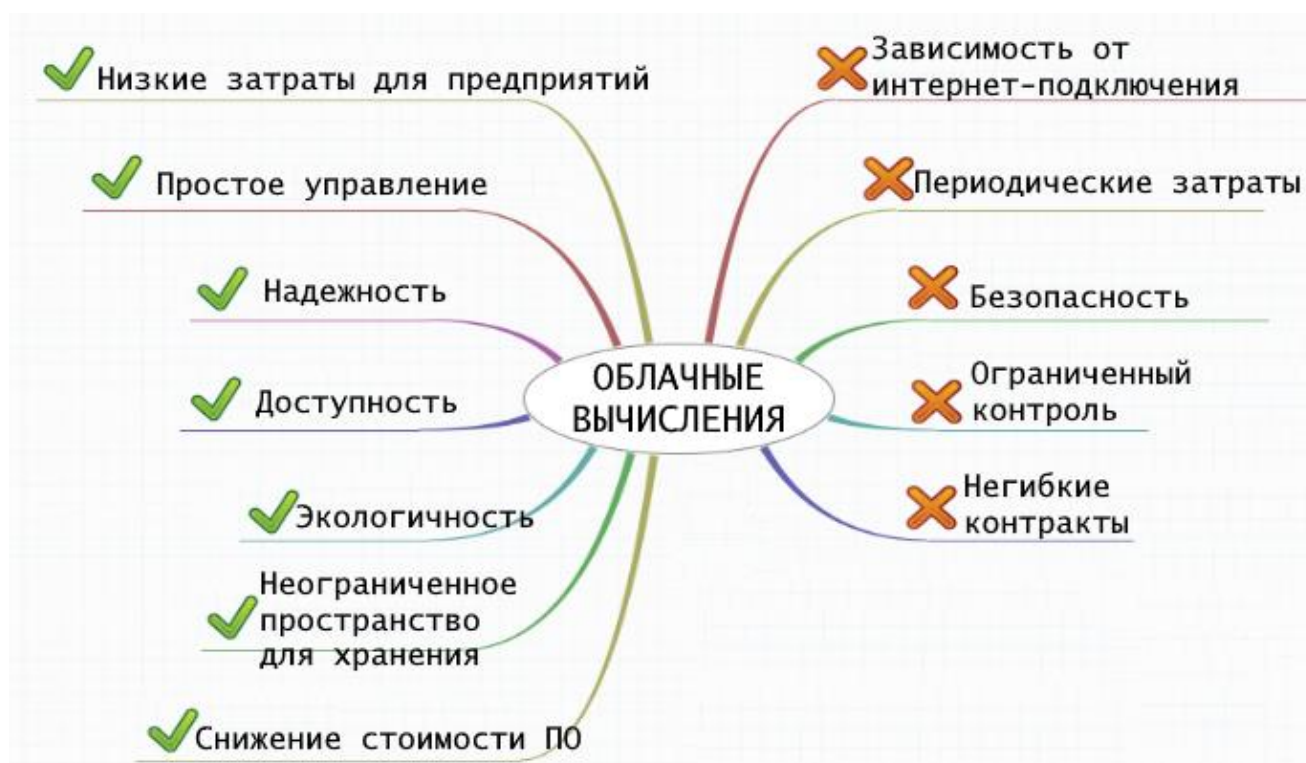 Низкие затраты для предприятий
Простое управление
Надежность
Доступность
Экологичность
Неограниченное
пространство
для хранения
Снижение стоимости ПО
ОБЛАЧНЫЕ
ВЫЧИСЛЕНИЯ
Зависимость от
интернет-подключения
Периодические затраты
Безопасность
Ограниченный
контроль
Негибкие
контракты